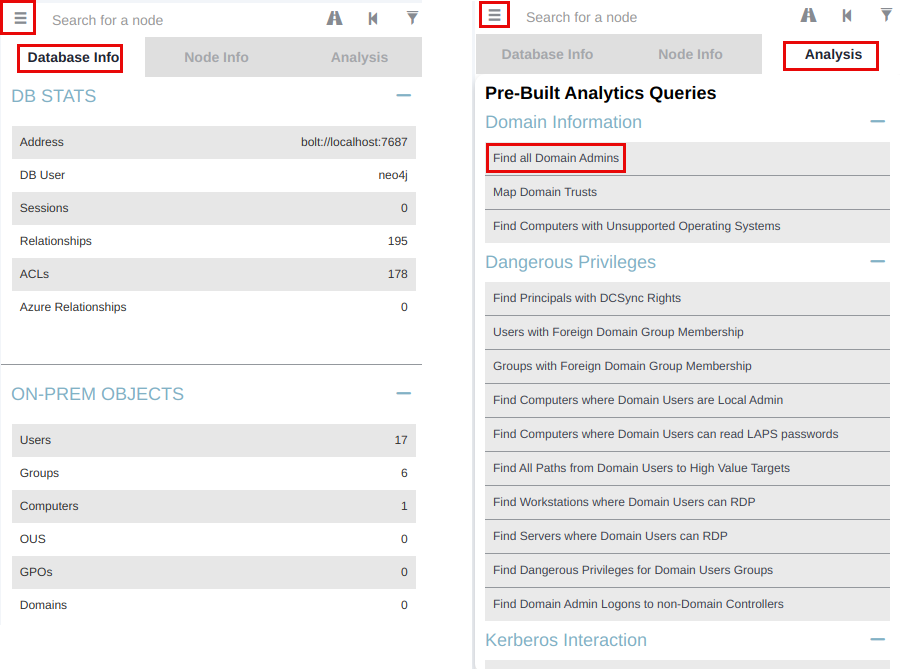 Search for a node
Database Info Node Info Analysis
DB STATS
Address bolt://localhost:7687
DB User neo4j
Sessions 0
Relationships 195
ACLs 178
Azure Relationships 0
ON-PREM OBJECTS
Users 17
Groups 6
Computers 1
OUS 0
GPOs 0
Domains 0
Search for a node
Database Info Node Info Analysis
Pre-Built Analytics Queries
Domain Information
Find all Domain Admins
Map Domain Trusts
Find Computers with Unsupported Operating Systems
Dangerous Privileges
Find Principals with DCSync Rights
Users with Foreign Domain Group Membership
Groups with Foreign Domain Group Membership
Find Computers where Domain Users are Local Admin
Find Computers where Domain Users can read LAPS passwords
Find All Paths from Domain Users to High Value Targets
Find Workstations where Domain Users can RDP
Find Servers where Domain Users can RDP
Find Dangerous Privileges for Domain Users Groups
Find Domain Admin Logons to non-Domain Controllers
Kerberos Interaction